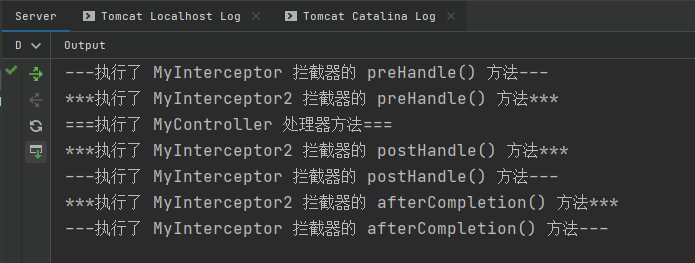 Server Tomcat Localhost Log Tomcat Catalina Log
D Output
---执行了 MyInterceptor 拦截器的 preHandle() 方法---
***执行了 MyInterceptor2 拦截器的 preHandle() 方法***
===执行了 MyController 处理器方法===
***执行了 MyInterceptor2 拦截器的 postHandle() 方法***
---执行了 MyInterceptor 拦截器的 postHandle() 方法---
***执行了 MyInterceptor2 拦截器的 afterCompletion() 方法***
---执行了 MyInterceptor 拦截器的 afterCompletion() 方法---